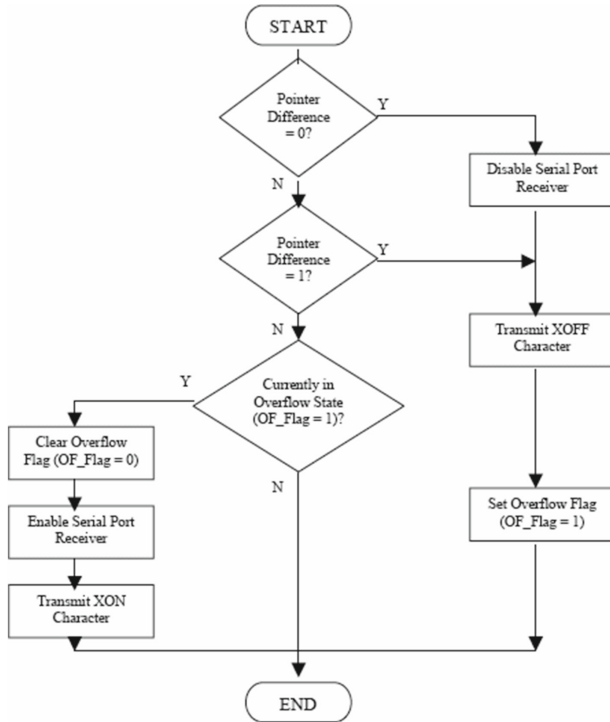 START
Pointer
Difference
= 0?
Y
N
Disable Serial Port
Receiver
Pointer
Difference
= 1?
Y
N
Transmit XOFF
Character
Currently in
Overflow State
(OF_Flag = 1)?
Y
N
Clear Overflow
Flag (OF_Flag = 0)
Enable Serial Port
Receiver
Transmit XON
Character
Set Overflow Flag
(OF_Flag = 1)
END